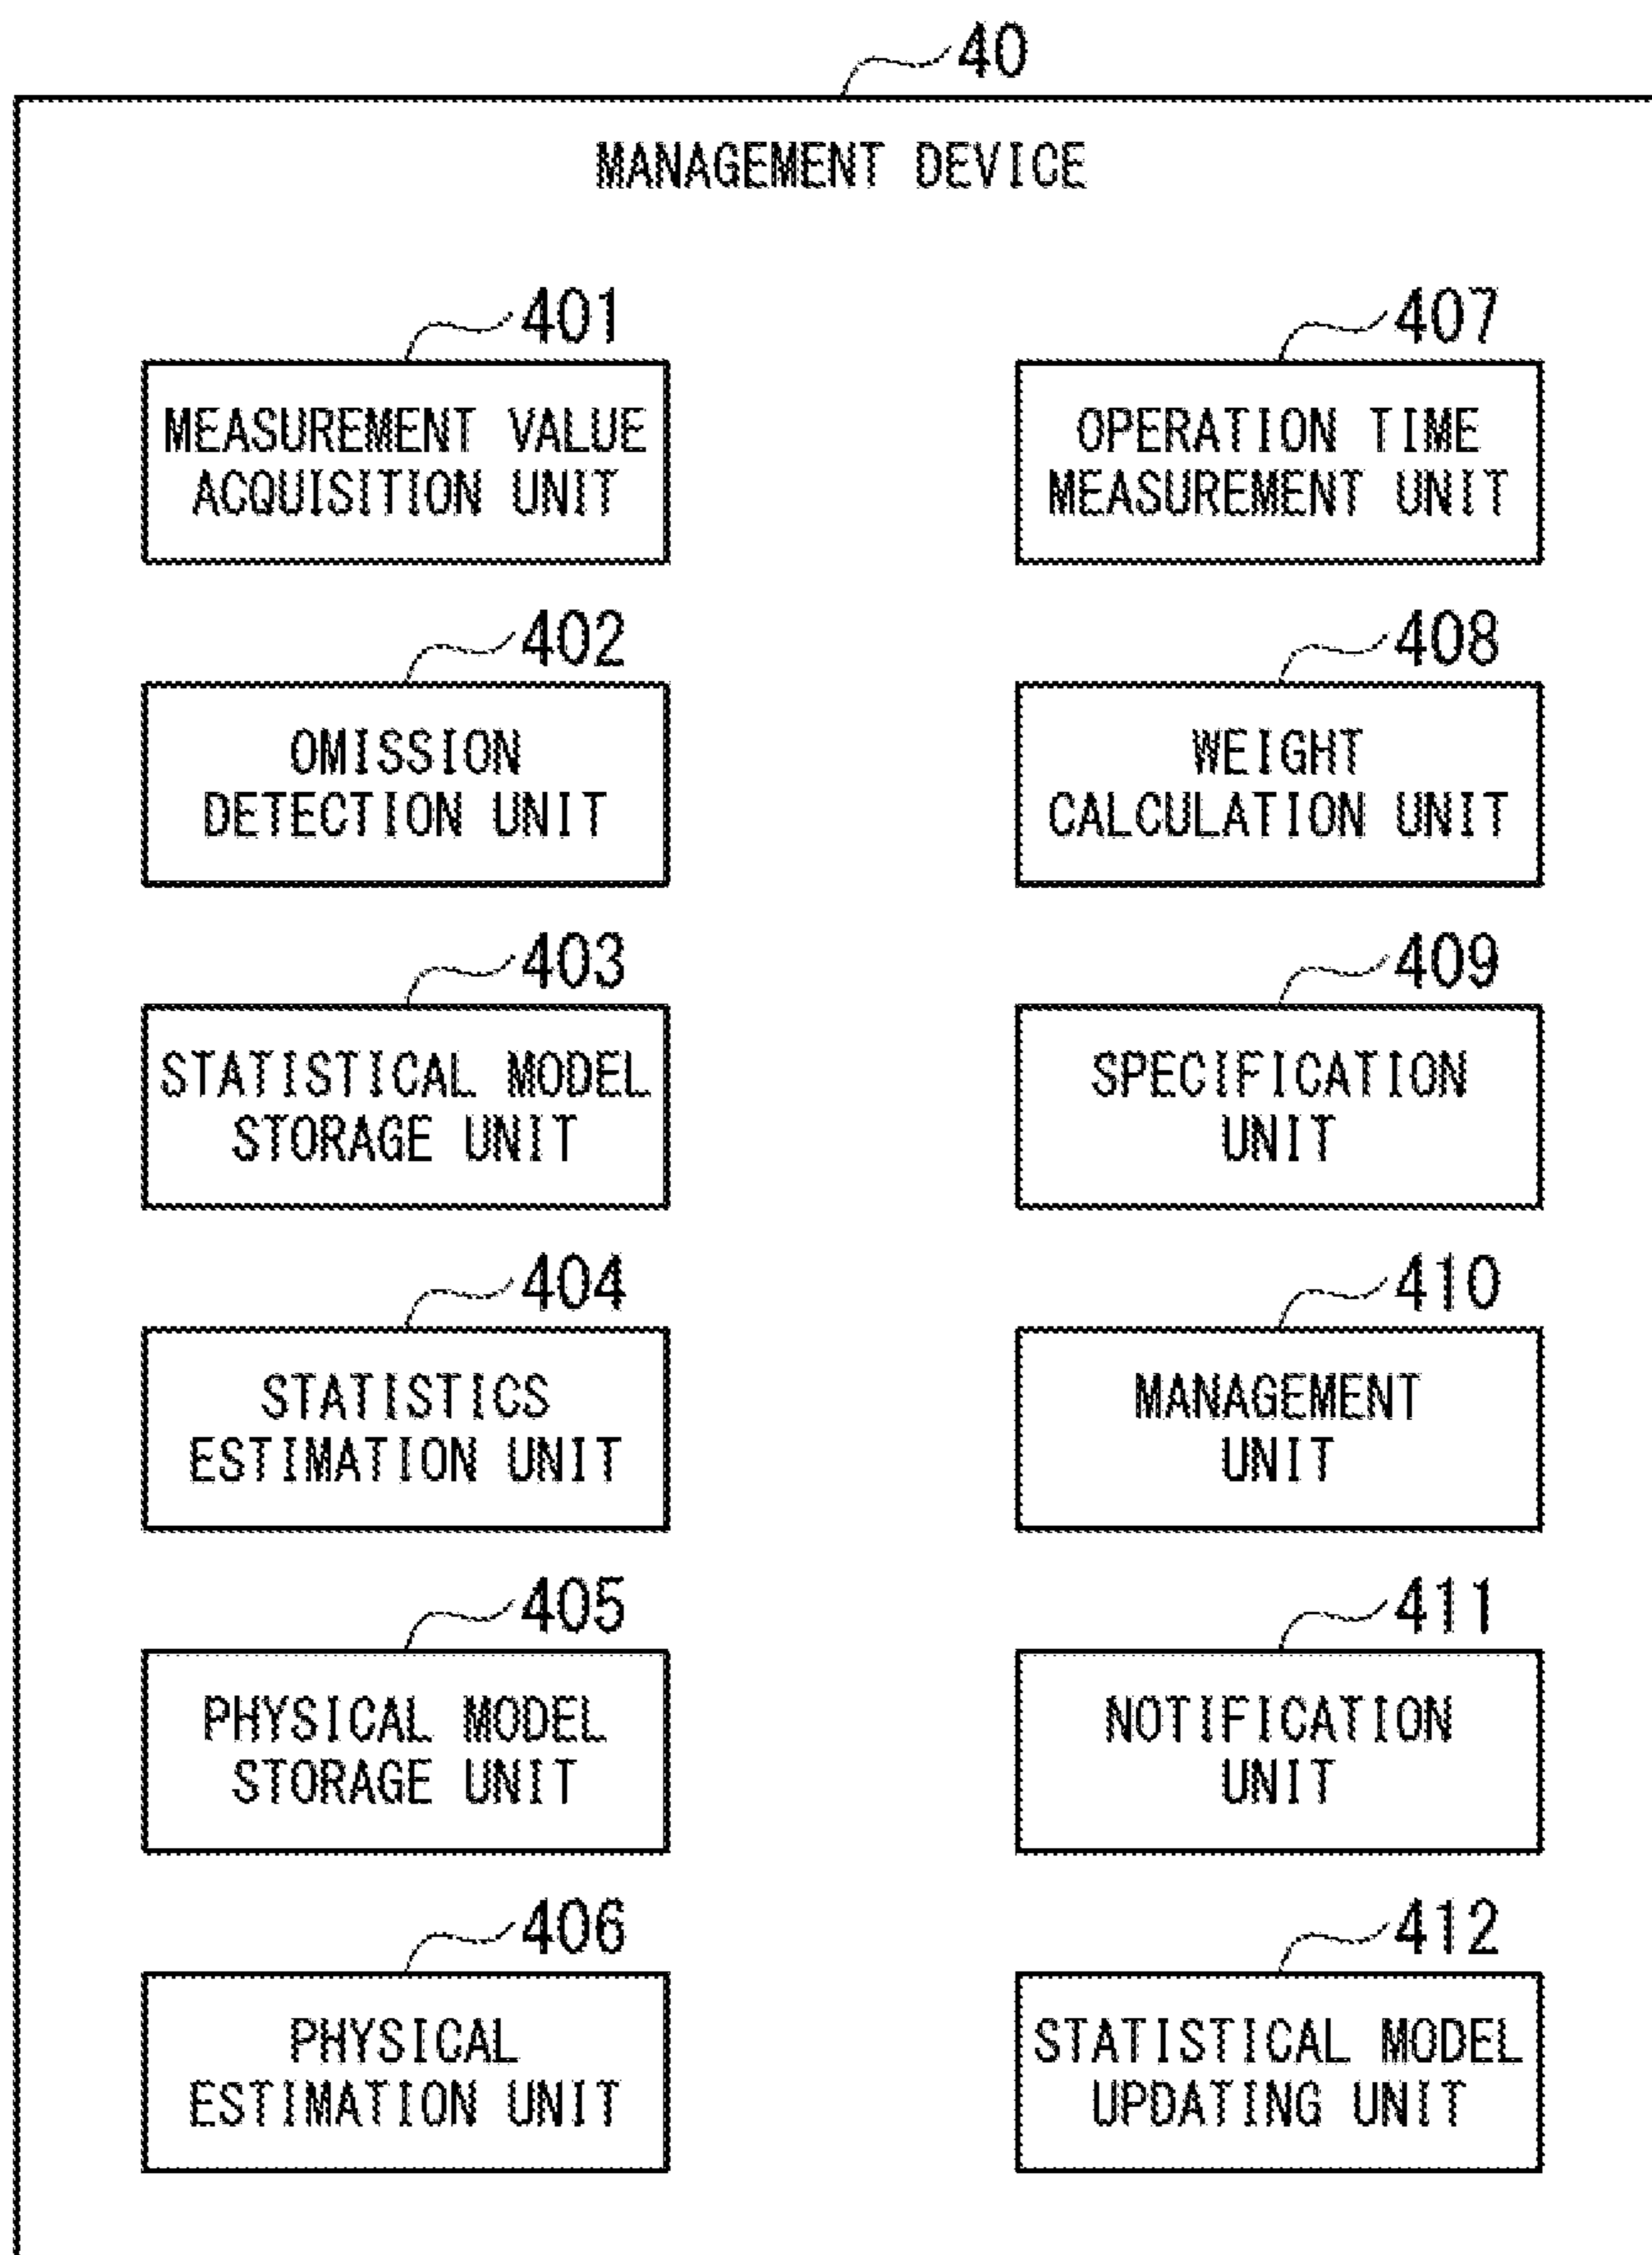 40
MANAGEMENT DEVICE
401
MEASUREMENT VALUE
ACQUISITION UNIT
402
OMISSION
DETECTION UNIT
403
STATISTICAL MODEL
STORAGE UNIT
404
STATISTICS
ESTIMATION UNIT
405
PHYSICAL MODEL
STORAGE UNIT
406
PHYSICAL
ESTIMATION UNIT
407
OPERATION TIME
MEASUREMENT UNIT
408
WEIGHT
CALCULATION UNIT
409
SPECIFICATION
UNIT
410
MANAGEMENT
UNIT
411
NOTIFICATION
UNIT
412
STATISTICAL MODEL
UPDATING UNIT